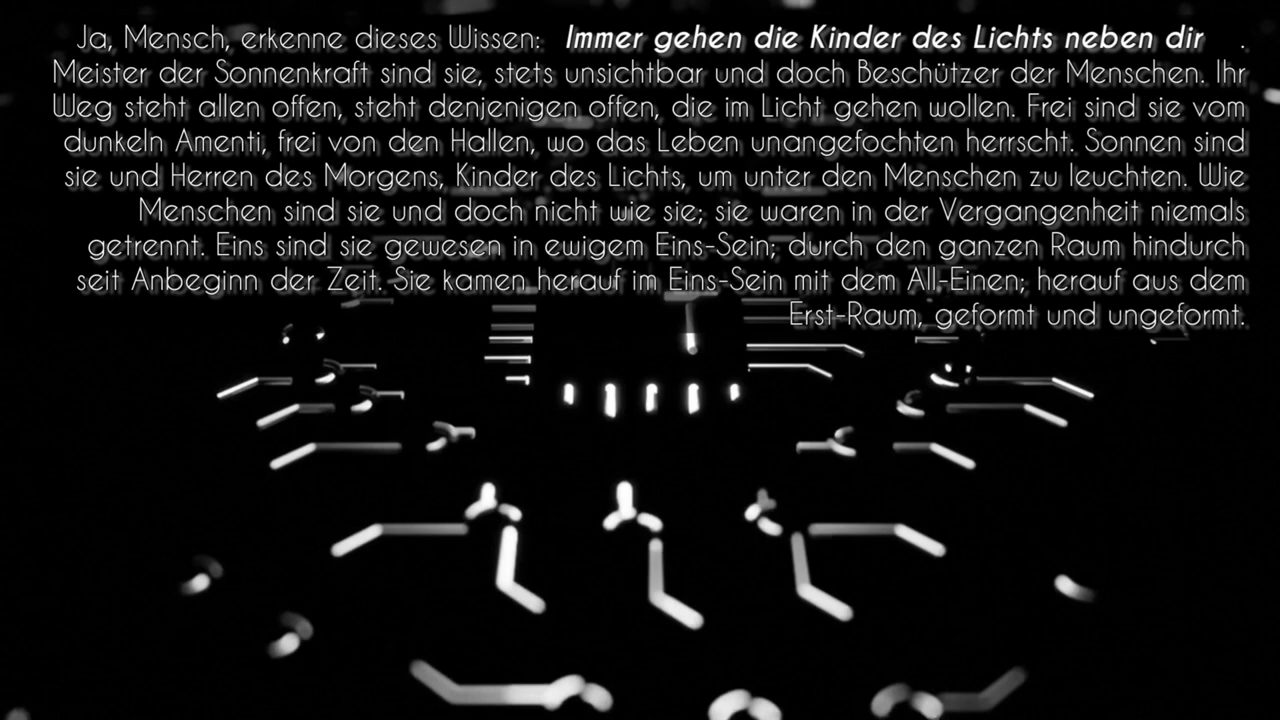 Ja, Mensch, erkenne dieses Wissen: Immer gehen die Kinder des Lichts neben dir .
Meister der Sonnenkraft sind sie, stets unsichtbar und doch Beschützer der Menschen. Ihr
Weg steht allen offen, steht denjenigen offen, die im Licht gehen wollen. Frei sind sie vom
dunkeln Amenti, frei von den Hallen, wo das Leben unangefochten herrscht. Sonnen sind
sie und Herren des Morgens, Kinder des Lichts, um unter den Menschen zu leuchten. Wie
Menschen sind sie und doch nicht wie sie; sie waren in der Vergangenheit niemals
getrennt. Eins sind sie gewesen in ewigem Eins-Sein; durch den ganzen Raum hindurch
seit Anbeginn der Zeit. Sie kamen herauf im Eins-Sein mit dem All-Einen; herauf aus dem
Erst-Raum, geformt und ungeformt.